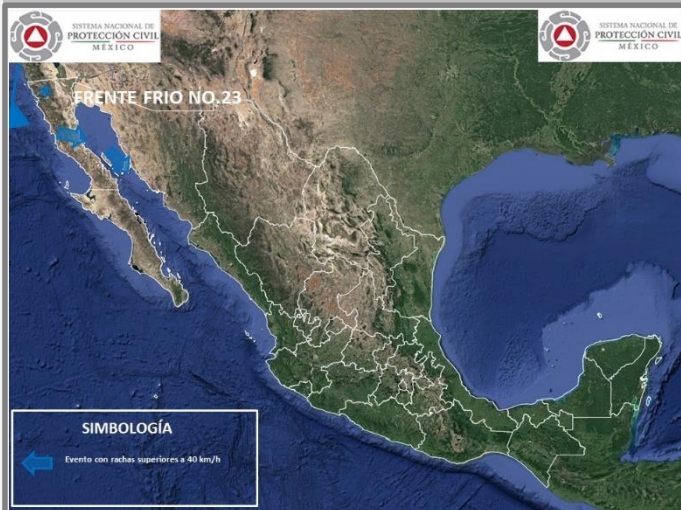 SISTEMA NACIONAL DE
PROTECCIÓN CIVIL
MÉXICO
SISTEMA NACIONAL DE
PROTECCIÓN CIVIL
MÉXICO
FRENTE FRIO NO.23
SIMBOLOGÍA
Evento con rachas superiores a 40 km/h